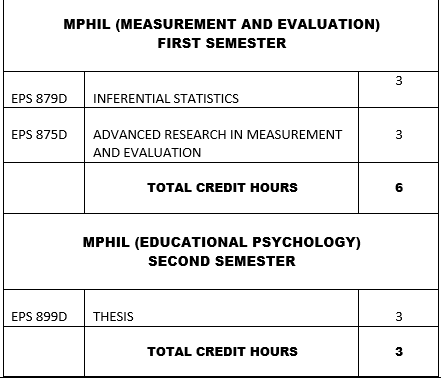 MPHIL (MEASUREMENT AND EVALUATION)
FIRST SEMESTER
EPS 879D INFERENTIAL STATISTICS 3
EPS 875D ADVANCED RESEARCH IN MEASUREMENT 3
AND EVALUATION
TOTAL CREDIT HOURS 6
MPHIL (EDUCATIONAL PSYCHOLOGY)
SECOND SEMESTER
EPS 899D THESIS 3
TOTAL CREDIT HOURS 3